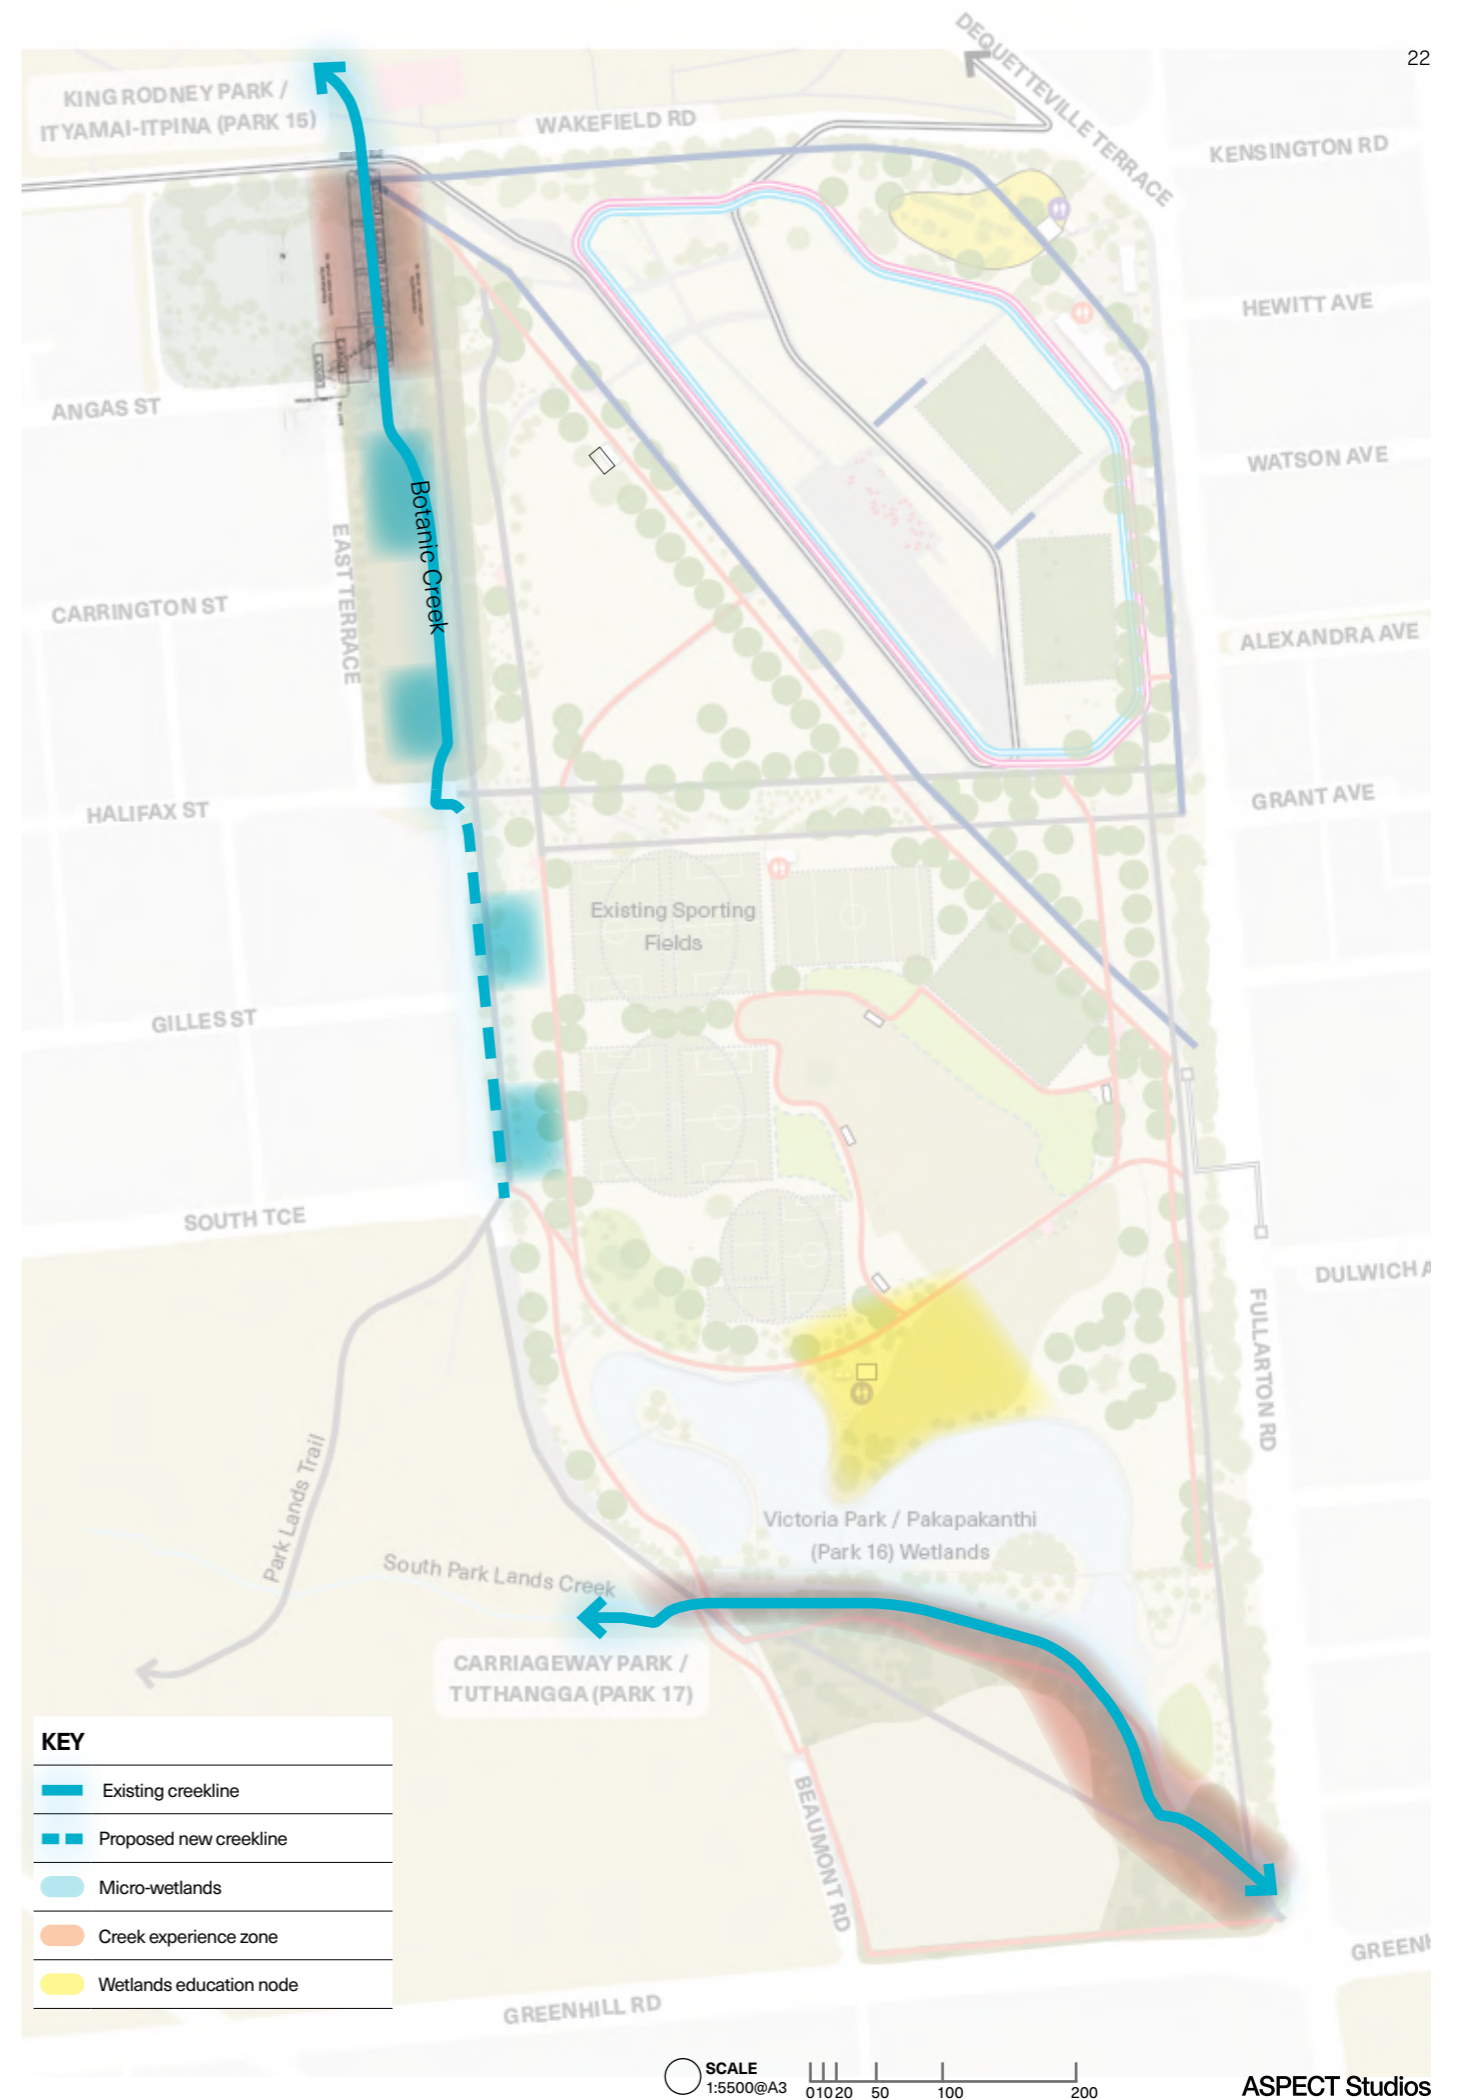 22
DEQUETTEVILLE TERRACE
KING RODNEY PARK /
ITYAMAI-ITPINA (PARK 15)
WAKEFIELD RD
KENSINGTON RD
HEWITT AVE
ANGAS ST
WATSON AVE
Botanic Creek
EAST TERRACE
CARRINGTON ST
ALEXANDRA AVE
HALIFAX ST
GRANT AVE
Existing Sporting
Fields
GILLES ST
SOUTH TCE
DULWICH A
FULLARTON RD
Park Lands Trail
Victoria Park / Pakapakanthi
(Park 16) Wetlands
South Park Lands Creek
CARRIAGEWAY PARK /
TUTHANGGA (PARK 17)
BEAUMONT RD
GREENH
GREENHILL RD
KEY
Existing creekline
Proposed new creekline
Micro-wetlands
Creek experience zone
Wetlands education node
SCALE
1:5500@A3
0 10 20 50 100 200
ASPECT Studios